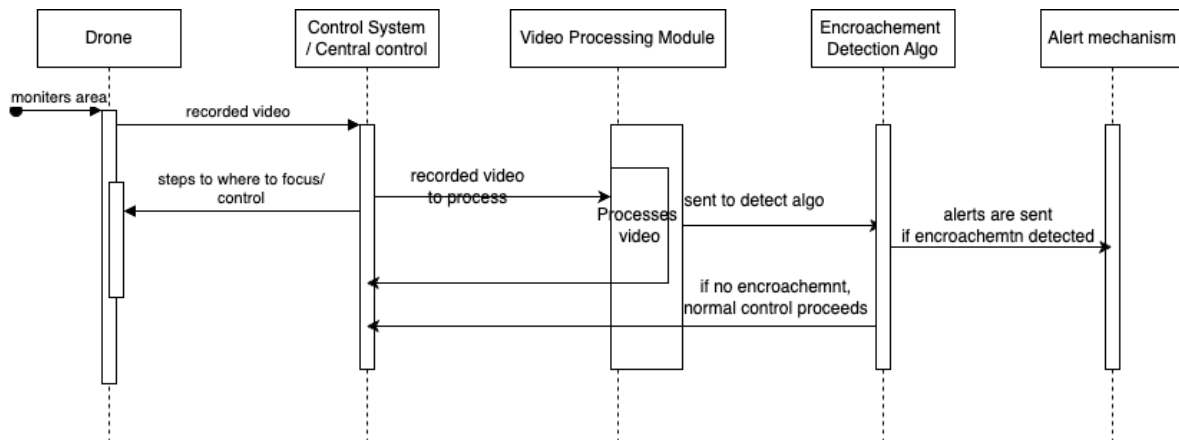 Drone
Control System
/ Central control
Video Processing Module
Encroachement
Detection Algo
Alert mechanism
moniters area
recorded video
steps to where to focus/
control
recorded video
to process
Processes
video
sent to detect algo
alerts are sent
if encroachemtn detected
if no encroachemnt,
normal control proceeds